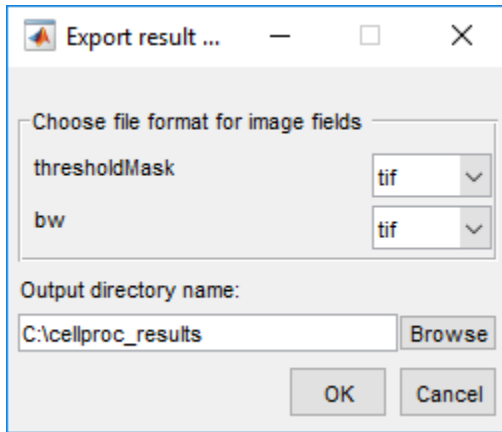 Export result ...
Choose file format for image fields
thresholdMask
tif
bw
tif
Output directory name:
C:\cellproc_results
Browse
OK
Cancel